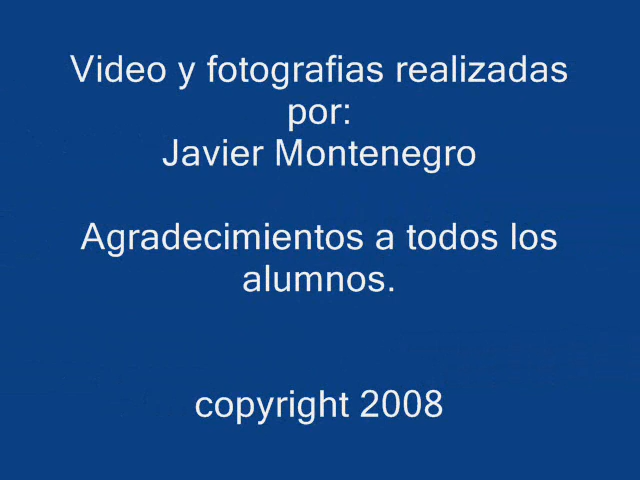 Video y fotografias realizadas
por:
Javier Montenegro
Agradecimientos a todos los
alumnos.
copyright 2008